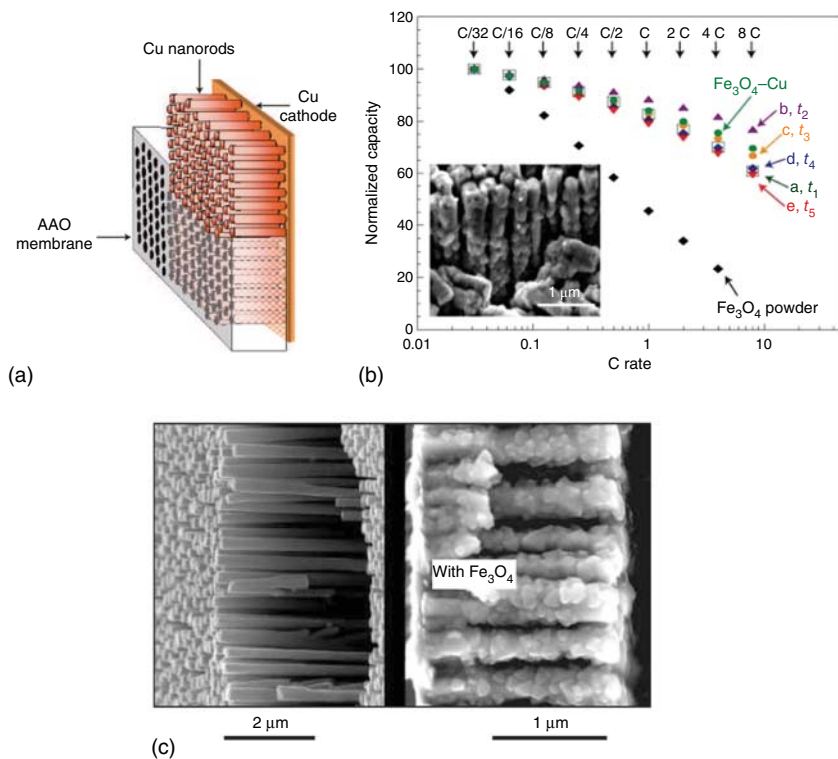 Cu nanorods
Cu
cathode
AAO
membrane
(a)
120
100
80
60
40
20
0
Normalized capacity
C/32
C/16
C/8
C/4
C/2
C
2 C
4 C
8 C
Fe₃O₄–Cu
b, t₂
c, t₃
d, t₄
a, t₁
e, t₅
1 μm
Fe₃O₄ powder
0.01
0.1
1
10
C rate
(b)
With Fe₃O₄
2 μm
1 μm
(c)